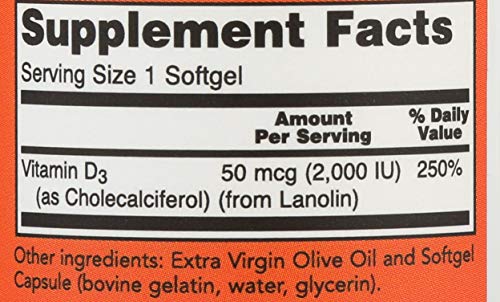 Supplement Facts
Serving Size 1 Softgel
Amount Per Serving % Daily Value
Vitamin D3 50 mcg (2,000 IU) 250%
(as Cholecalciferol) (from Lanolin)
Other ingredients: Extra Virgin Olive Oil and Softgel
Capsule (bovine gelatin, water, glycerin).